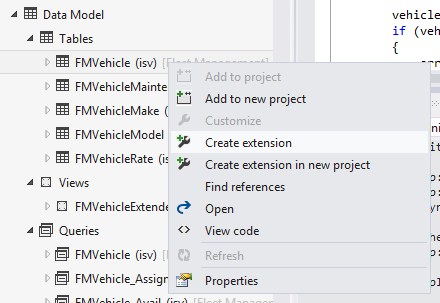 Data Model
Tables
FMVehicle (isv) [Fleet Management
FMVehicleMainte
FMVehicleMake (
FMVehicleModel
FMVehicleRate (is
Views
FMVehicleExtende
Queries
FMVehicle (isv)
FMVehicle_Assign
FMVehicle_Avail (isv) [Fleet Manager
Add to project
Add to new project
Customize
Create extension
Create extension in new project
Find references
Open
View code
Refresh
Properties
vehicle
if (veh
{